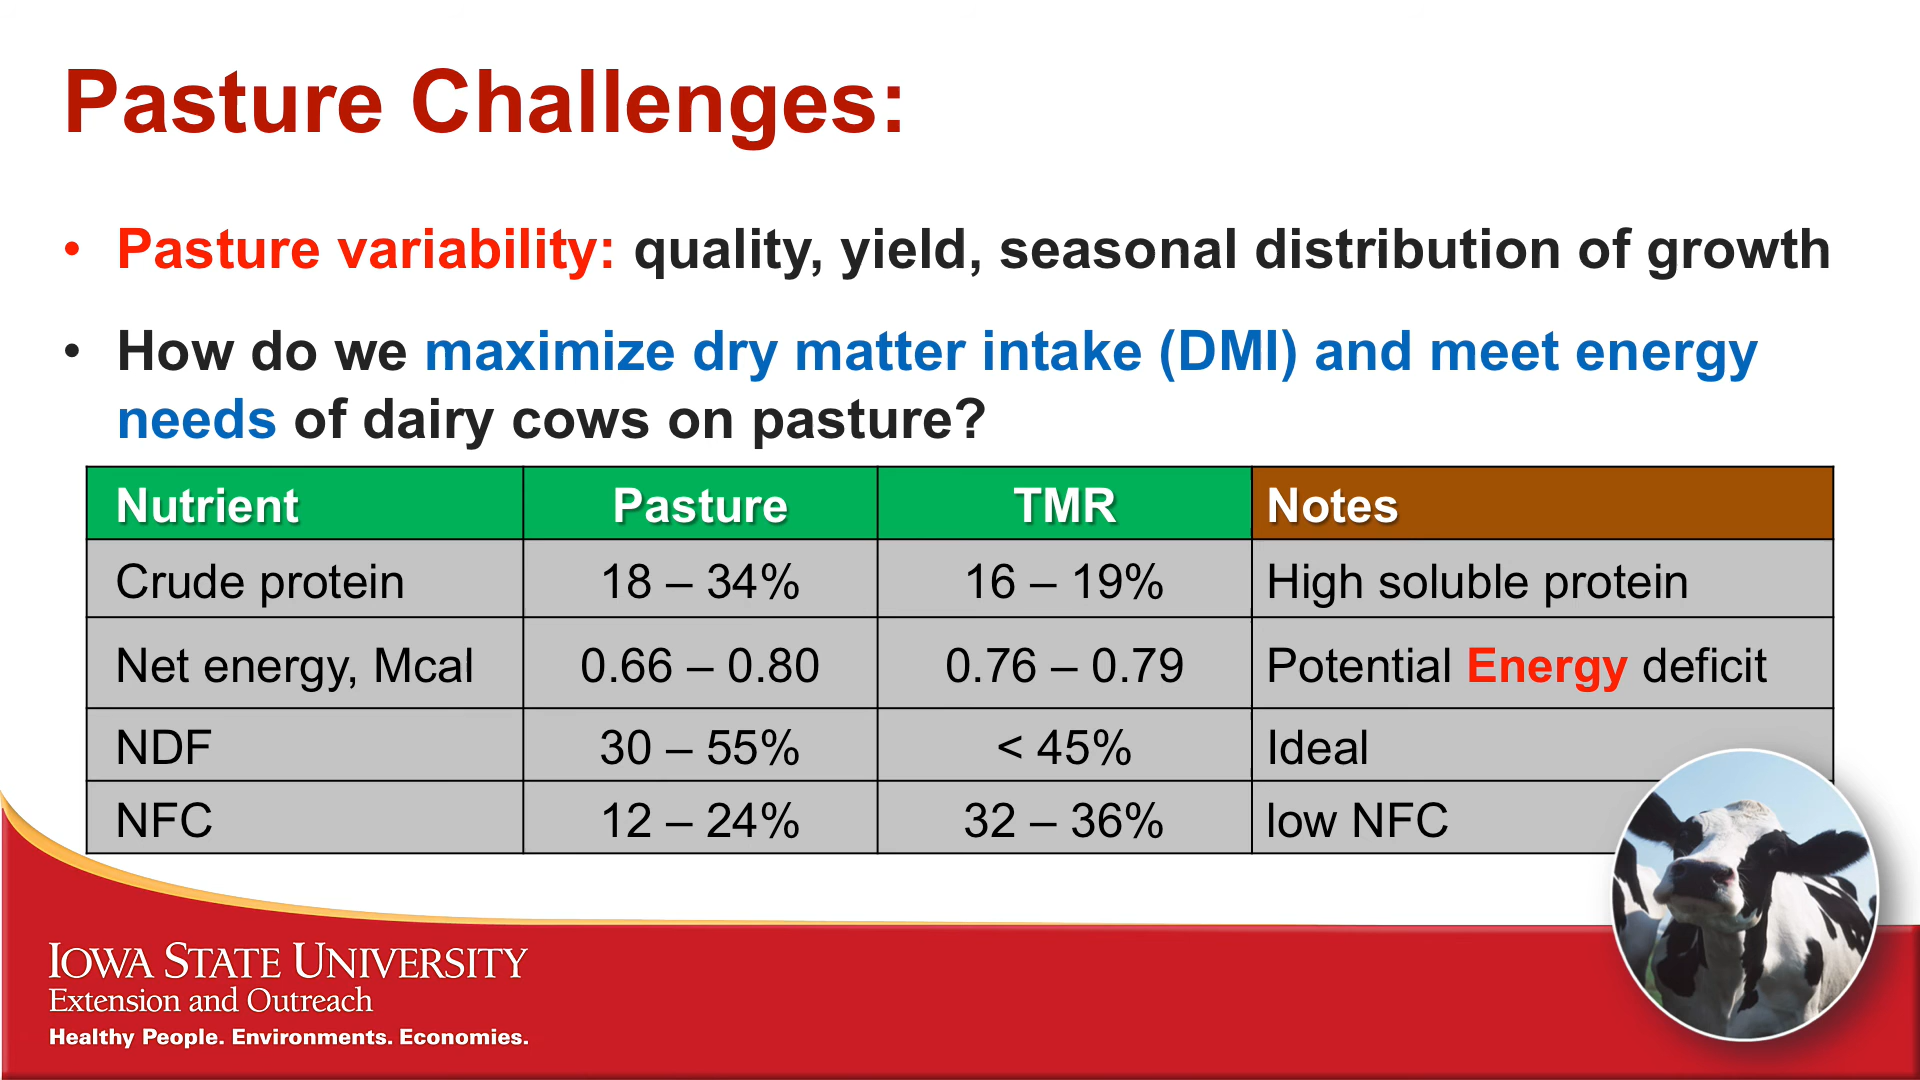 Pasture Challenges:
• Pasture variability: quality, yield, seasonal distribution of growth
• How do we maximize dry matter intake (DMI) and meet energy
needs of dairy cows on pasture?
Nutrient Pasture TMR Notes
Crude protein 18 – 34% 16 – 19% High soluble protein
Net energy, Mcal 0.66 – 0.80 0.76 – 0.79 Potential Energy deficit
NDF 30 – 55% < 45% Ideal
NFC 12 – 24% 32 – 36% low NFC
IOWA STATE UNIVERSITY
Extension and Outreach
Healthy People. Environments. Economies.